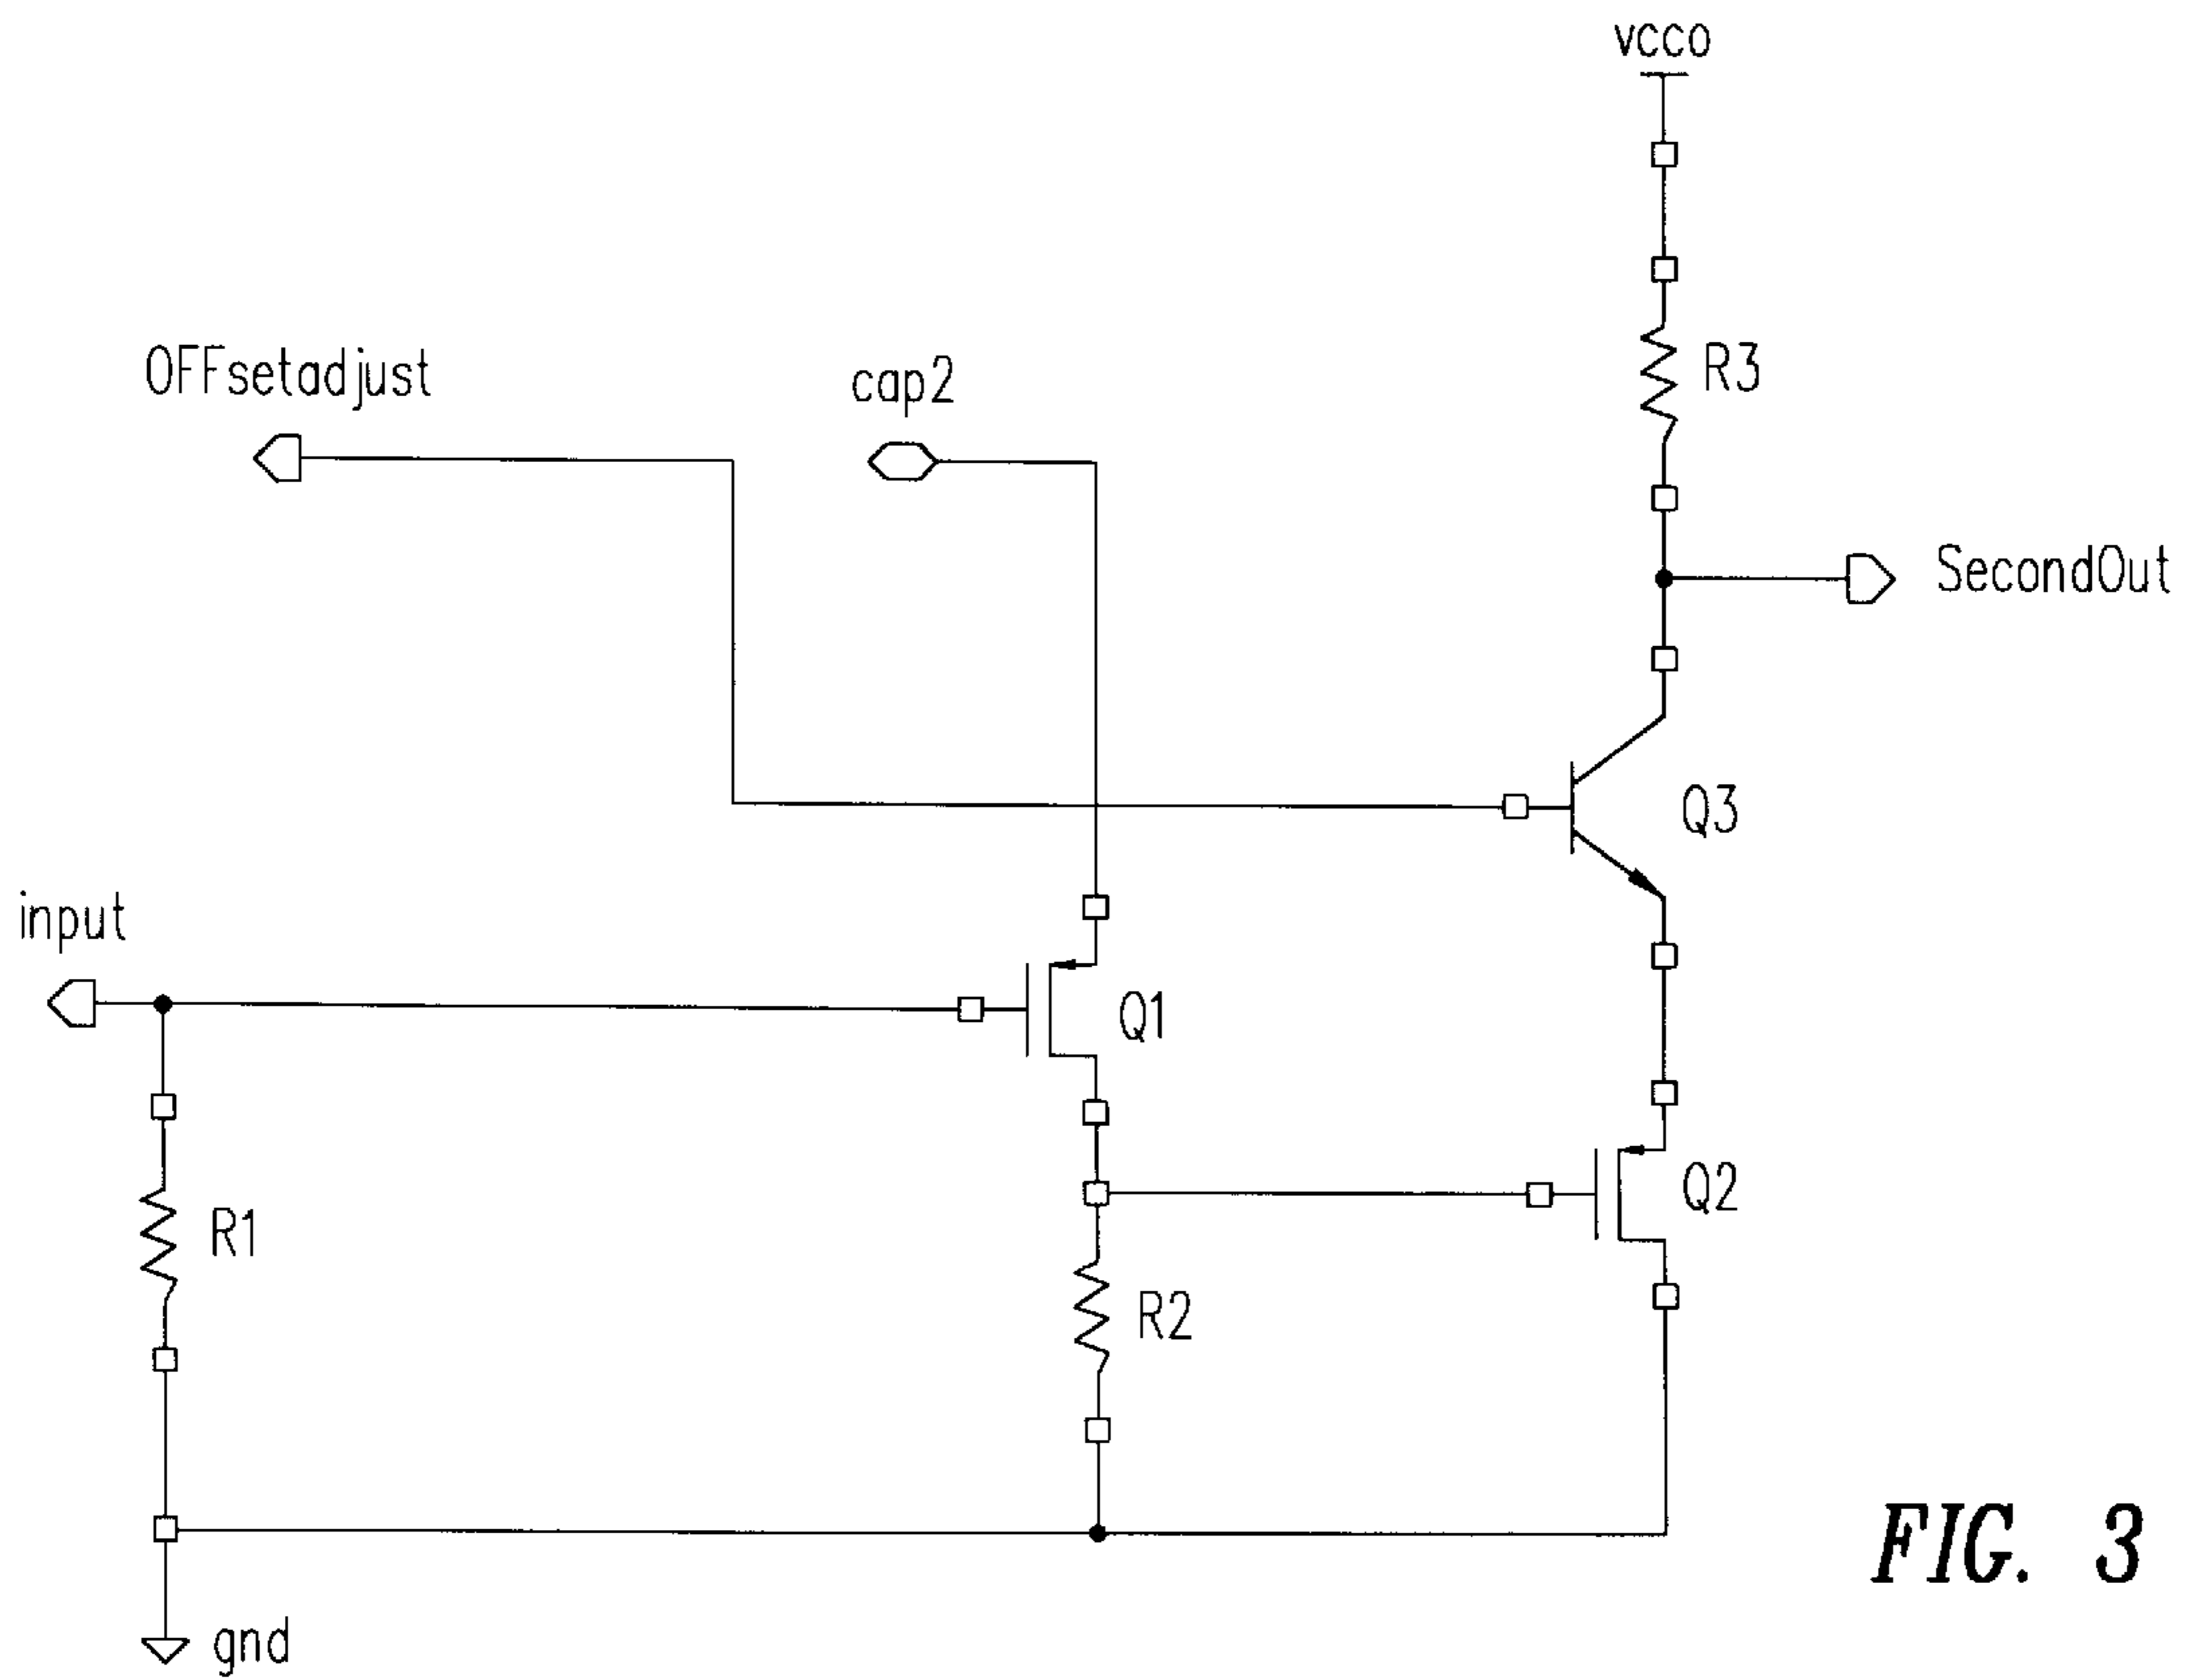 vcco
R3
OFFsetadjust
cap2
SecondOut
Q3
input
Q1
Q2
R1
R2
FIG. 3
gnd